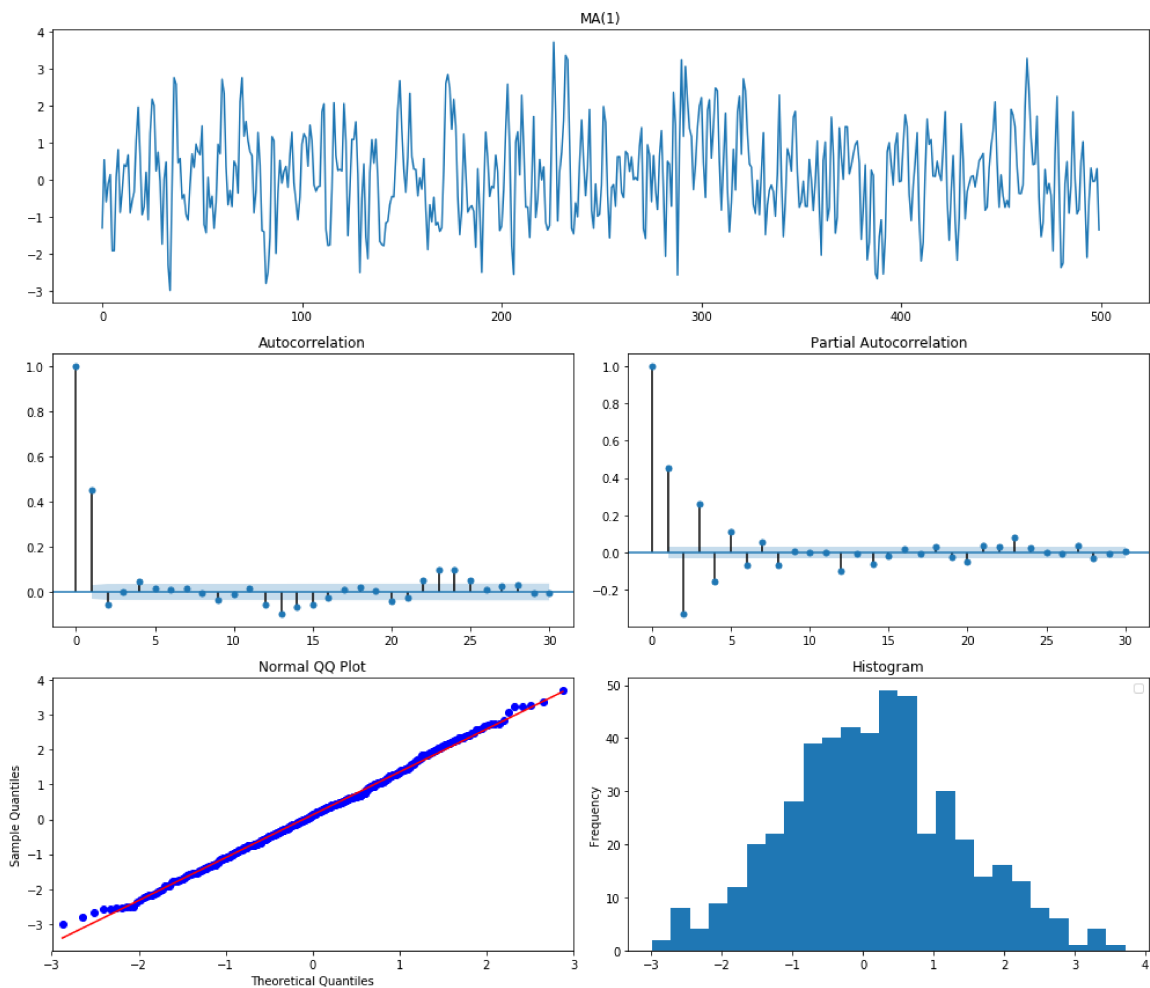 MA(1)
4
3
2
1
0
−1
−2
−3
0 100 200 300 400 500
Autocorrelation
1.0
0.8
0.6
0.4
0.2
0.0
0 5 10 15 20 25 30
Partial Autocorrelation
1.0
0.8
0.6
0.4
0.2
0.0
−0.2
0 5 10 15 20 25 30
Normal QQ Plot
Sample Quantiles
4
3
2
1
0
−1
−2
−3
−3 −2 −1 0 1 2 3
Theoretical Quantiles
Histogram
Frequency
50
40
30
20
10
0
−3 −2 −1 0 1 2 3 4